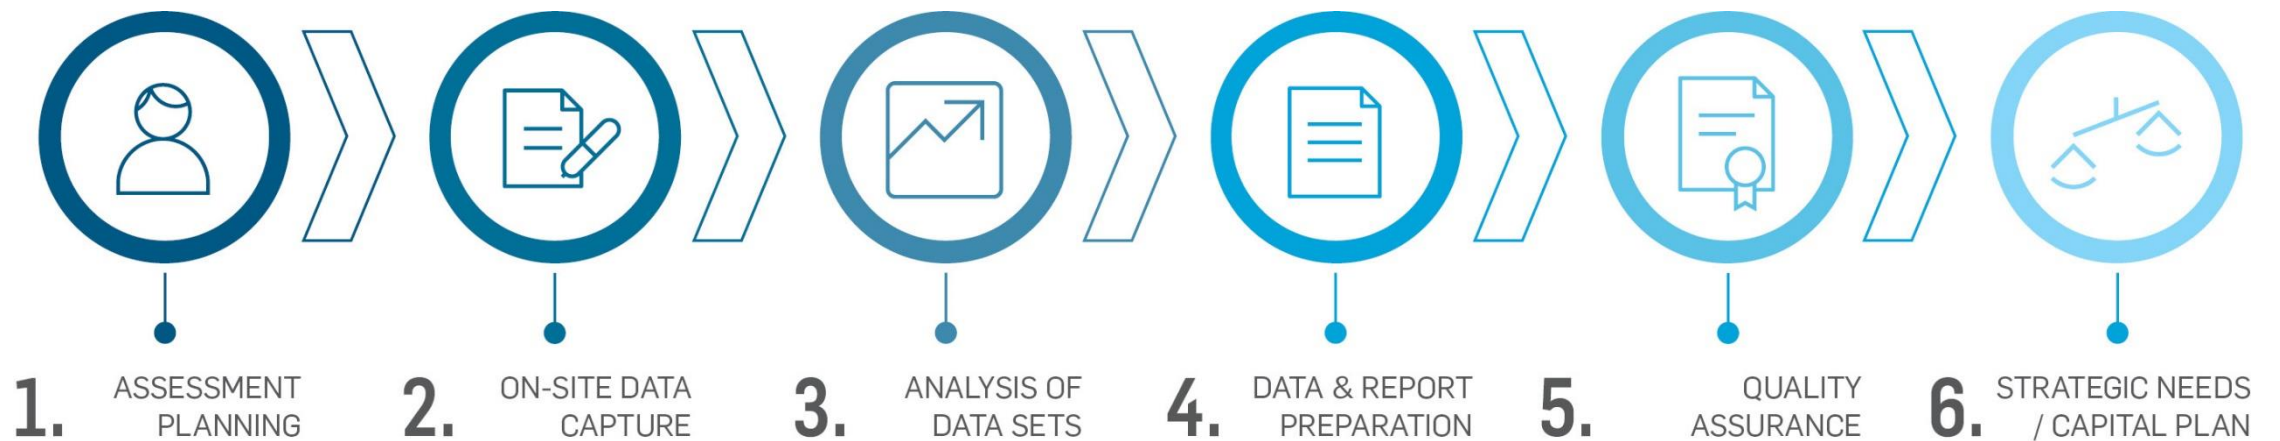 1. ASSESSMENT
PLANNING
2. ON-SITE DATA
CAPTURE
3. ANALYSIS OF
DATA SETS
4. DATA & REPORT
PREPARATION
5. QUALITY
ASSURANCE
6. STRATEGIC NEEDS
/ CAPITAL PLAN